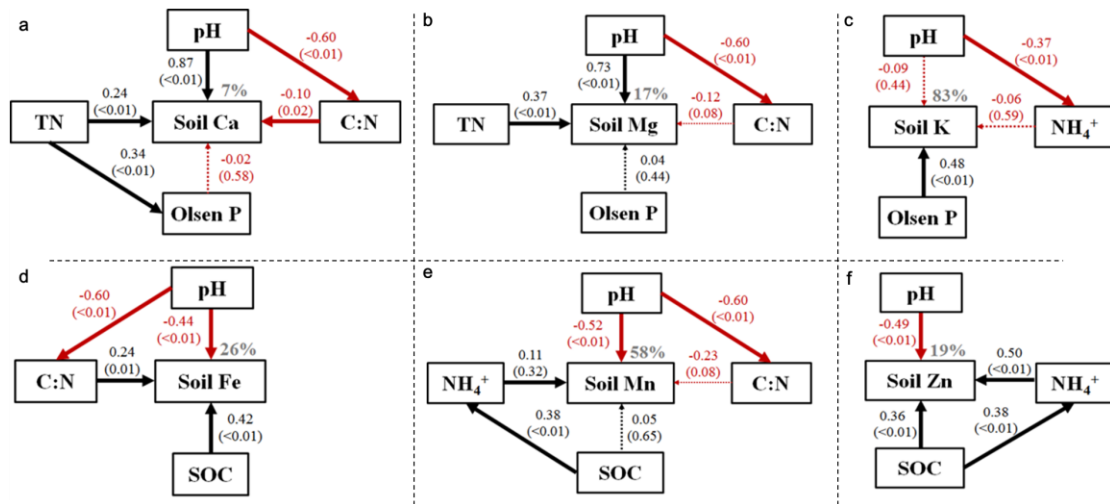 a
pH
-0.60
(<0.01)
0.87
(<0.01)
0.24
(<0.01)
7%
-0.10
(0.02)
TN
Soil Ca
C:N
0.34
(<0.01)
-0.02
(0.58)
Olsen P
b
pH
-0.60
(<0.01)
0.73
(<0.01)
0.37
(<0.01)
17%
-0.12
(0.08)
TN
Soil Mg
C:N
0.04
(0.44)
Olsen P
c
pH
-0.37
(<0.01)
-0.09
(0.44)
83%
-0.06
(0.59)
Soil K
NH₄⁺
0.48
(<0.01)
Olsen P
d
pH
-0.60
(<0.01)
-0.44
(<0.01)
0.24
(0.01)
26%
C:N
Soil Fe
0.42
(<0.01)
SOC
e
pH
-0.60
(<0.01)
-0.52
(<0.01)
0.11
(0.32)
58%
-0.23
(0.08)
NH₄⁺
Soil Mn
C:N
0.38
(<0.01)
0.05
(0.65)
SOC
f
pH
-0.49
(<0.01)
19%
0.50
(<0.01)
Soil Zn
NH₄⁺
0.36
(<0.01)
0.38
(<0.01)
SOC